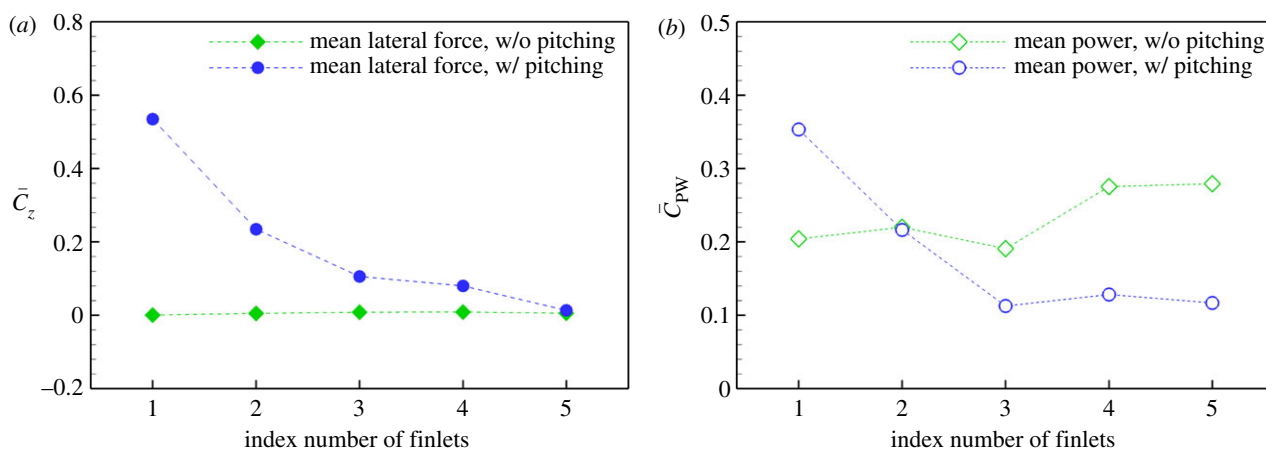 (a)
0.8
0.6
0.4
0.2
0
–0.2
C̄z
mean lateral force, w/o pitching
mean lateral force, w/ pitching
1 2 3 4 5
index number of finlets
(b)
0.5
0.4
0.3
0.2
0.1
0
C̄PW
mean power, w/o pitching
mean power, w/ pitching
1 2 3 4 5
index number of finlets